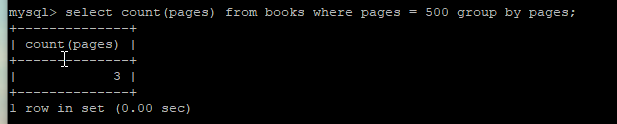 mysql> select count(pages) from books where pages = 500 group by pages;
+--------------+
| count(pages) |
+--------------+
|            3 |
+--------------+
1 row in set (0.00 sec)